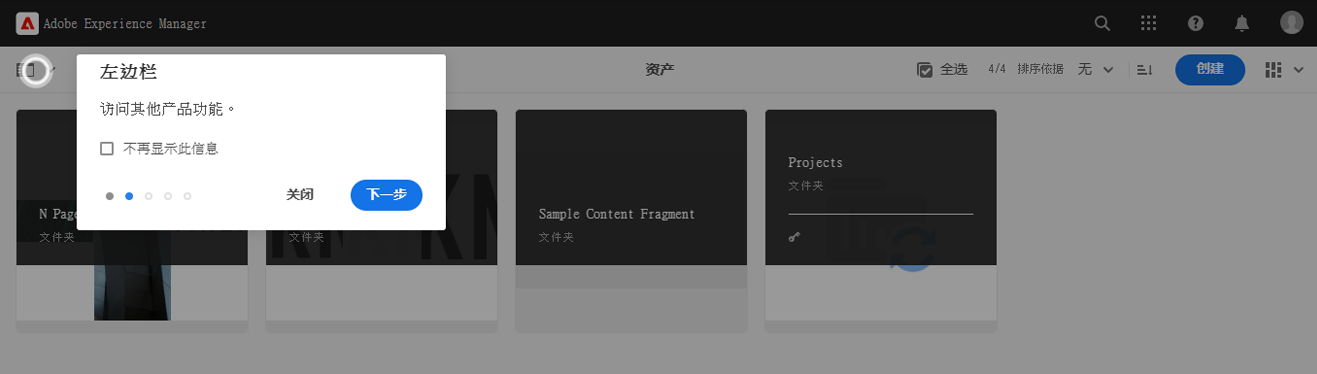 Adobe Experience Manager
资产
全选
4/4
排序依据
无
创建
左边栏
访问其他产品功能。
不再显示此信息
关闭
下一步
N Page
文件夹
文件夹
Sample Content Fragment
文件夹
Projects
文件夹